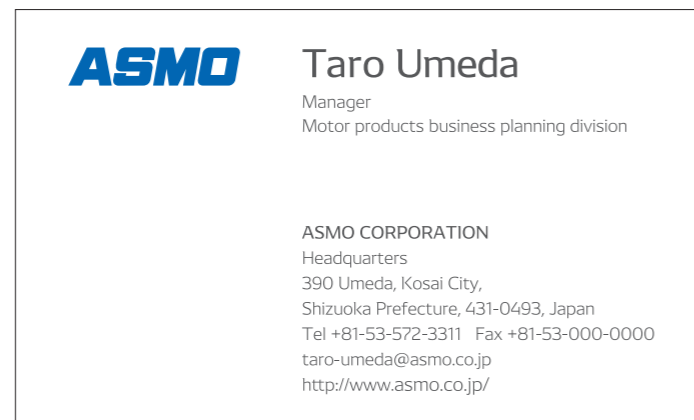 ASMO
Taro Umeda
Manager
Motor products business planning division
ASMO CORPORATION
Headquarters
390 Umeda, Kosai City,
Shizuoka Prefecture, 431-0493, Japan
Tel +81-53-572-3311 Fax +81-53-000-0000
taro-umeda@asmo.co.jp
http://www.asmo.co.jp/